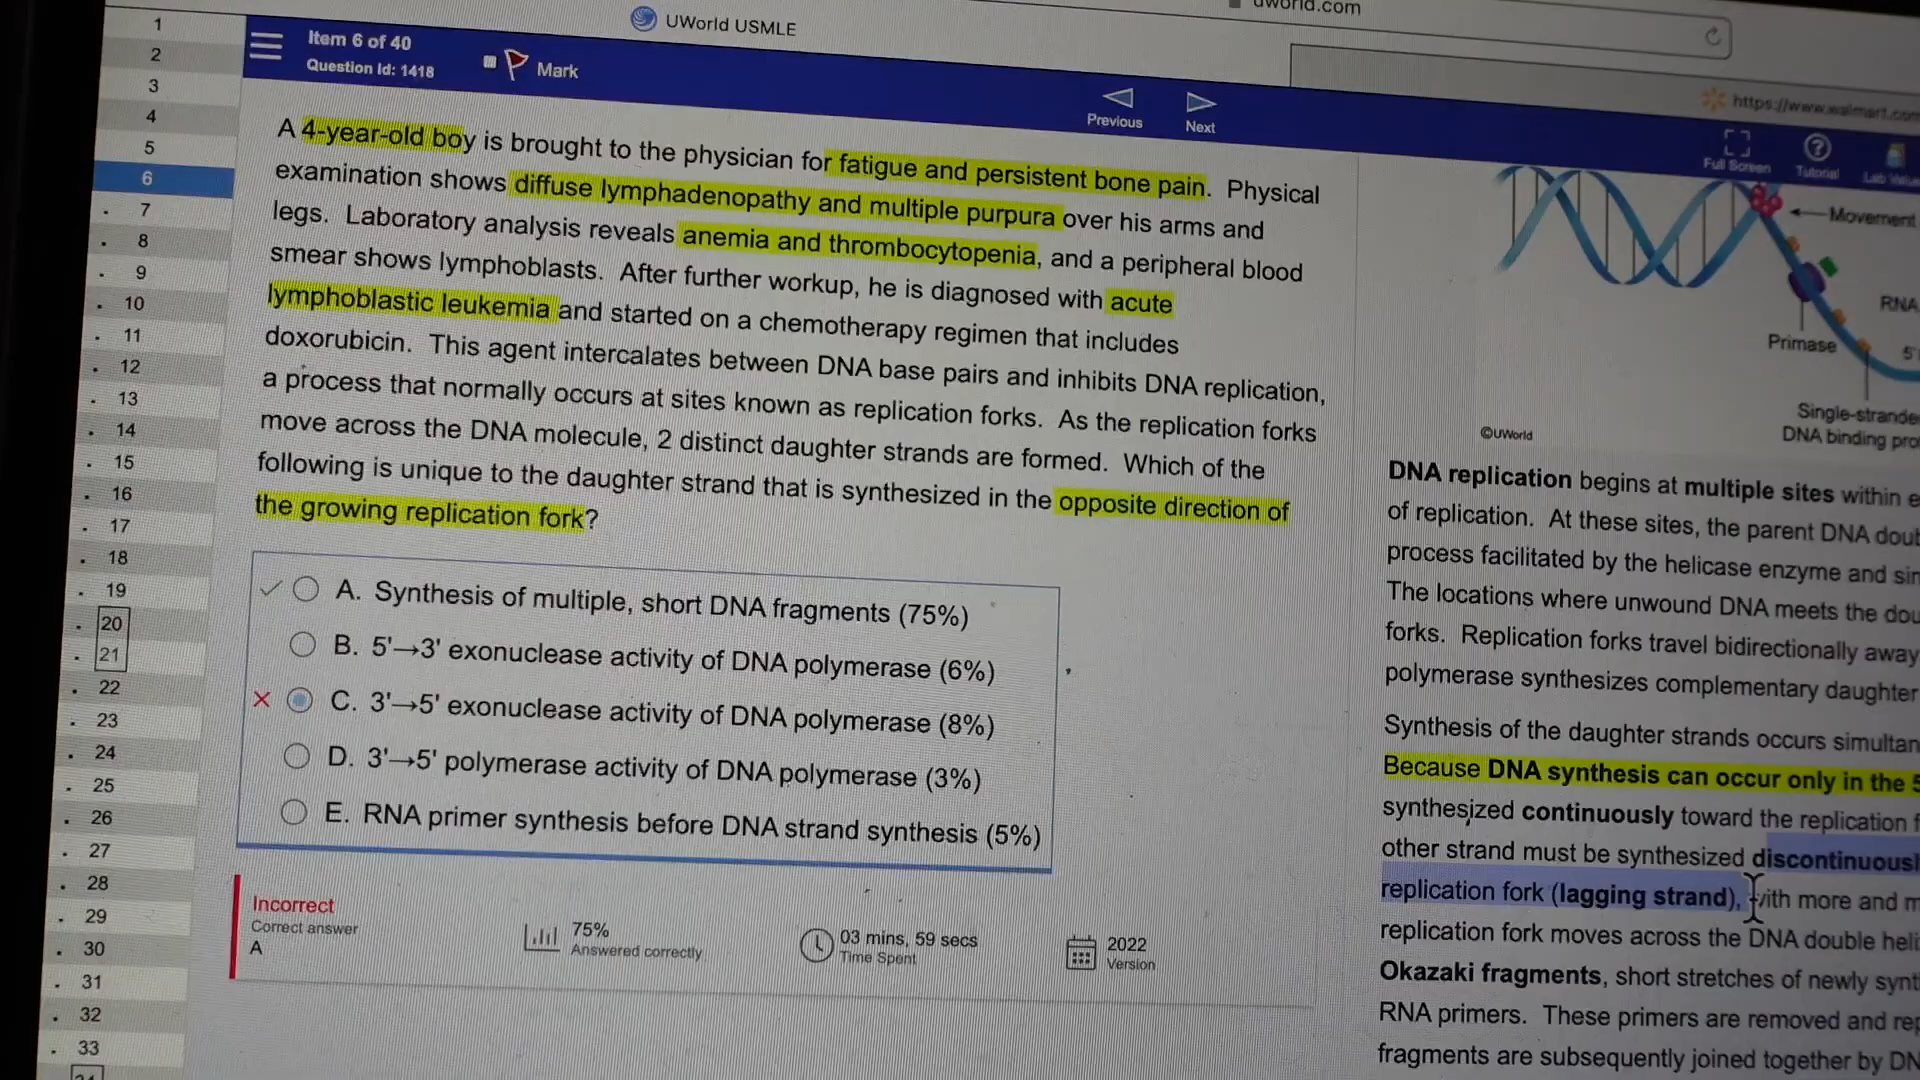 uworld.com
UWorld USMLE
https://www.walmart.com
Item 6 of 40
Question Id: 1418
Mark
Previous
Next
Full Screen
Tutorial
1
2
3
4
5
6
7
8
9
10
11
12
13
14
15
16
17
18
19
20
21
22
23
24
25
26
27
28
29
30
31
32
33
A 4-year-old boy is brought to the physician for fatigue and persistent bone pain. Physical
examination shows diffuse lymphadenopathy and multiple purpura over his arms and
legs. Laboratory analysis reveals anemia and thrombocytopenia, and a peripheral blood
smear shows lymphoblasts. After further workup, he is diagnosed with acute
lymphoblastic leukemia and started on a chemotherapy regimen that includes
doxorubicin. This agent intercalates between DNA base pairs and inhibits DNA replication,
a process that normally occurs at sites known as replication forks. As the replication forks
move across the DNA molecule, 2 distinct daughter strands are formed. Which of the
following is unique to the daughter strand that is synthesized in the opposite direction of
the growing replication fork?
A. Synthesis of multiple, short DNA fragments (75%)
B. 5'→3' exonuclease activity of DNA polymerase (6%)
C. 3'→5' exonuclease activity of DNA polymerase (8%)
D. 3'→5' polymerase activity of DNA polymerase (3%)
E. RNA primer synthesis before DNA strand synthesis (5%)
Incorrect
Correct answer
A
75%
Answered correctly
03 mins, 59 secs
Time Spent
2022
Version
Movement
RNA
Primase
5'
Single-strande
DNA binding pro
©UWorld
DNA replication begins at multiple sites within e
of replication. At these sites, the parent DNA doub
process facilitated by the helicase enzyme and sin
The locations where unwound DNA meets the dou
forks. Replication forks travel bidirectionally away
polymerase synthesizes complementary daughter
Synthesis of the daughter strands occurs simultan
Because DNA synthesis can occur only in the 5
synthesized continuously toward the replication f
other strand must be synthesized discontinuousl
replication fork (lagging strand), with more and m
replication fork moves across the DNA double heli
Okazaki fragments, short stretches of newly synt
RNA primers. These primers are removed and rep
fragments are subsequently joined together by DN